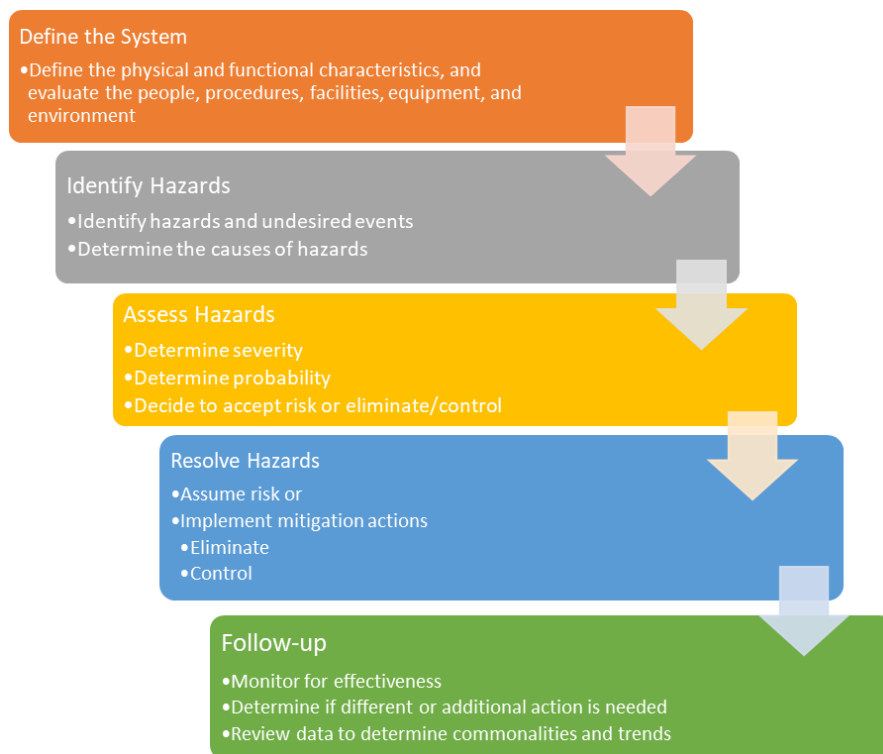 Define the System
•Define the physical and functional characteristics, and
evaluate the people, procedures, facilities, equipment, and
environment
Identify Hazards
•Identify hazards and undesired events
•Determine the causes of hazards
Assess Hazards
•Determine severity
•Determine probability
•Decide to accept risk or eliminate/control
Resolve Hazards
•Assume risk or
•Implement mitigation actions
•Eliminate
•Control
Follow-up
•Monitor for effectiveness
•Determine if different or additional action is needed
•Review data to determine commonalities and trends